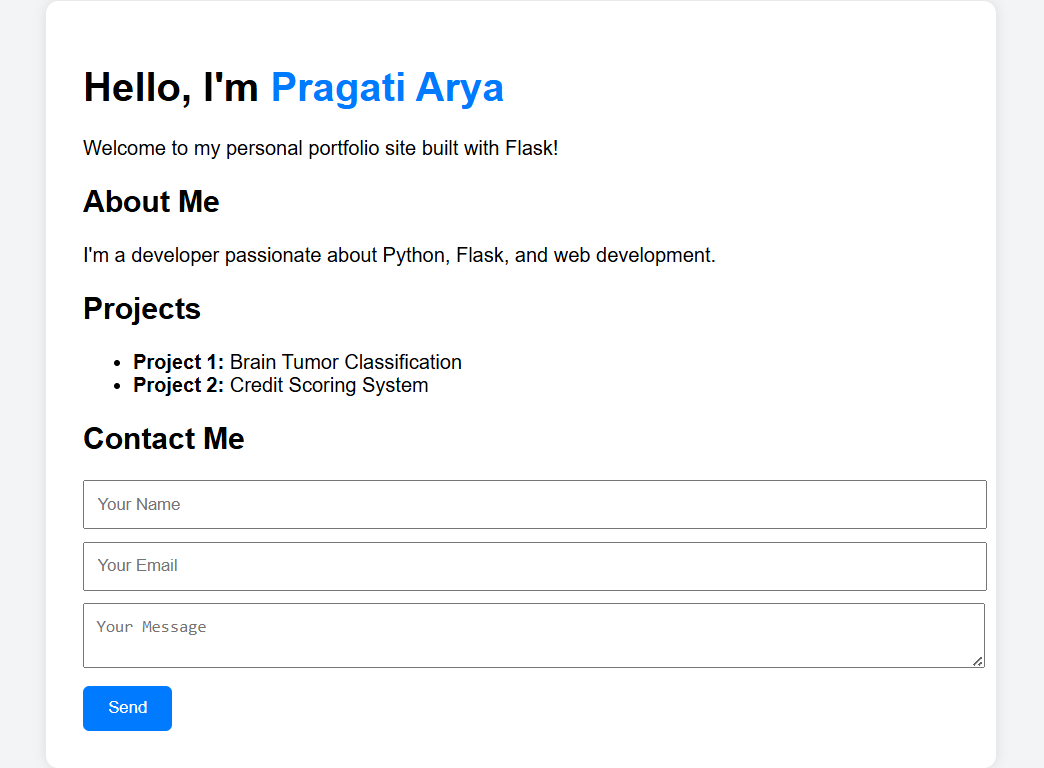 Hello, I'm Pragati Arya
Welcome to my personal portfolio site built with Flask!
About Me
I'm a developer passionate about Python, Flask, and web development.
Projects
• Project 1: Brain Tumor Classification
• Project 2: Credit Scoring System
Contact Me
Your Name
Your Email
Your Message
Send